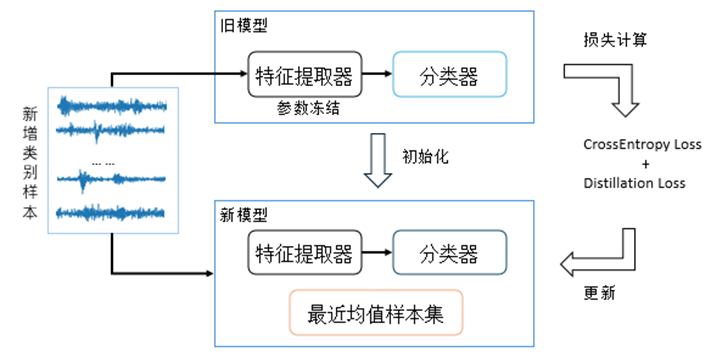 旧模型
特征提取器
分类器
参数冻结
损失计算
新增类别样本
... ...
初始化
CrossEntropy Loss
+
Distillation Loss
新模型
特征提取器
分类器
最近均值样本集
更新